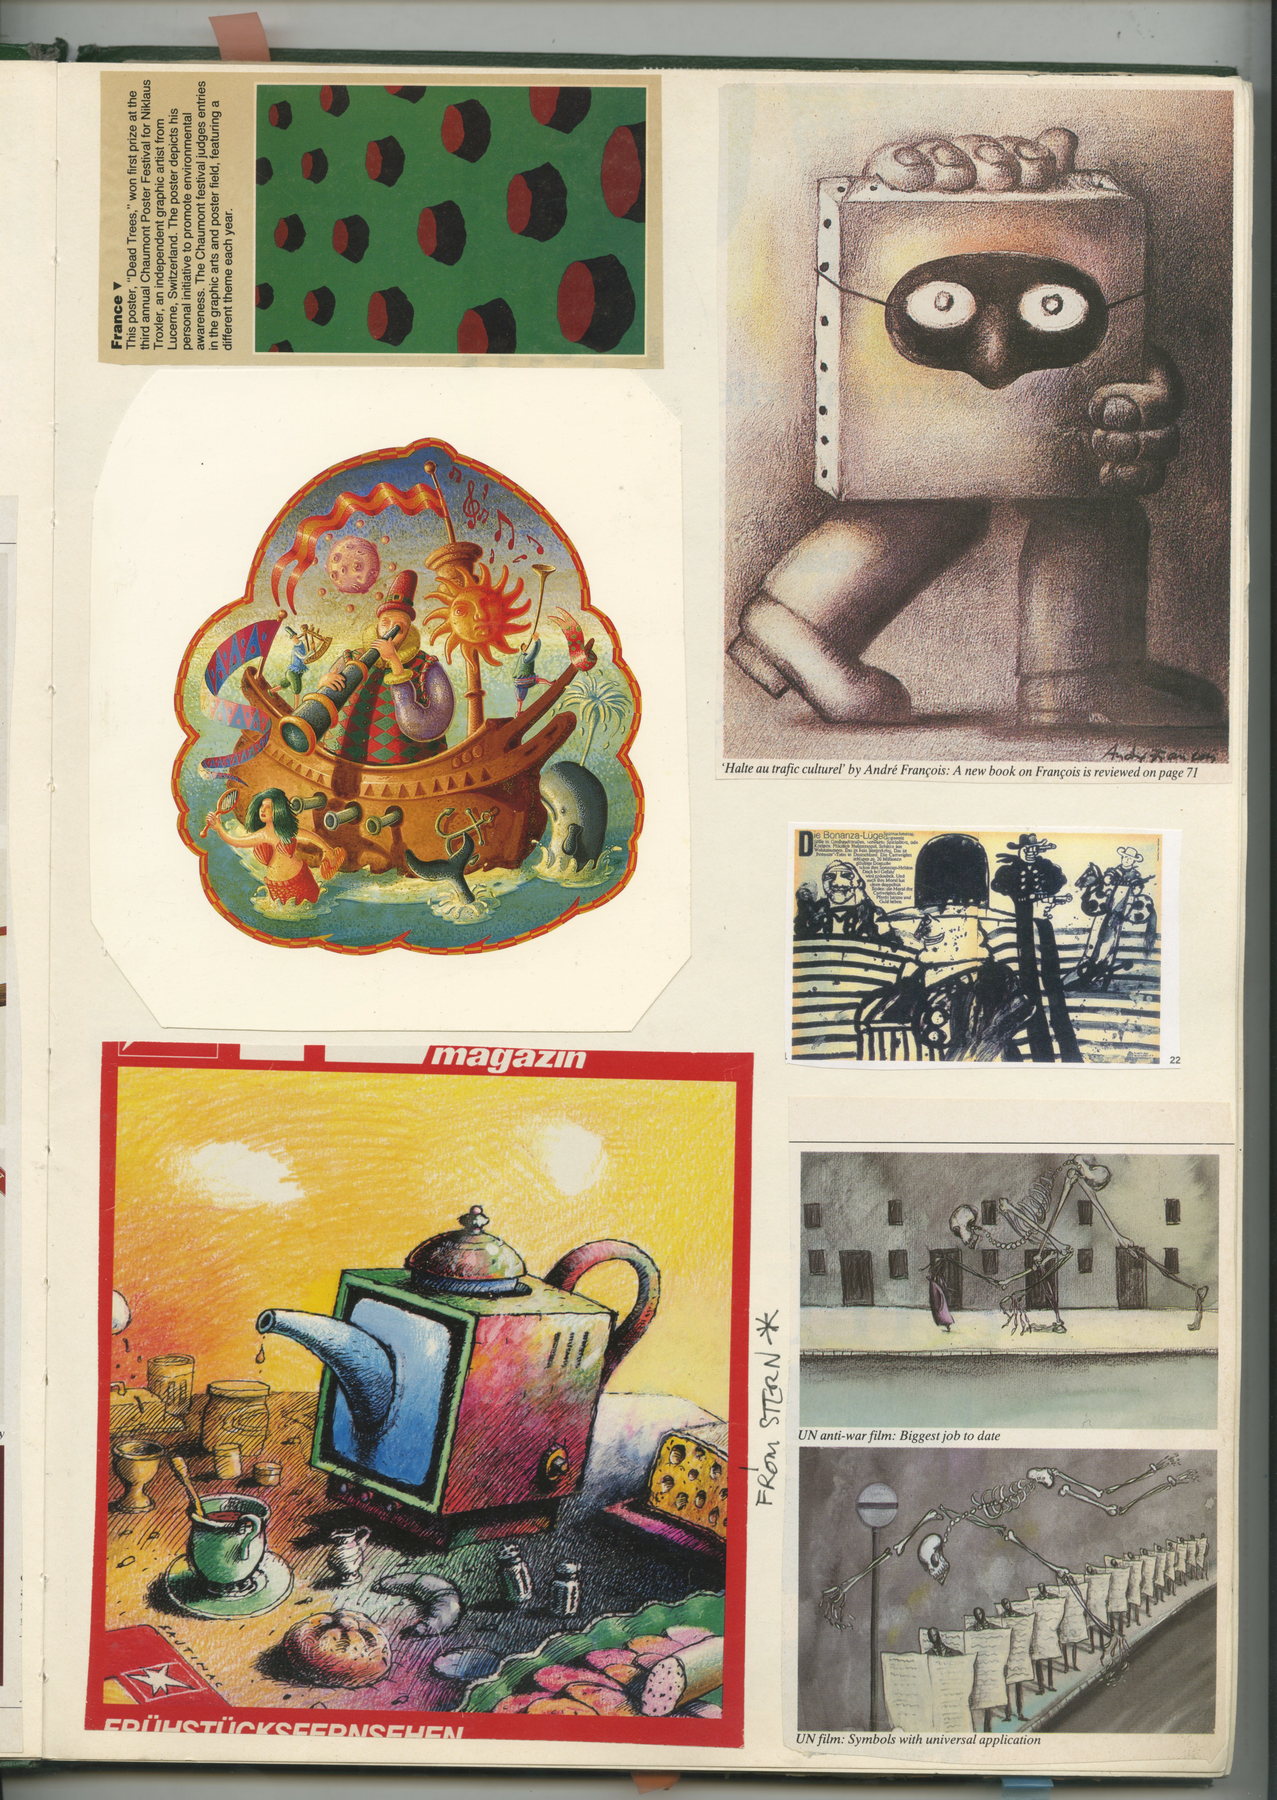 France ▼
This poster, "Dead Trees," won first prize at the
third annual Chaumont Poster Festival for Niklaus
Troxler, an independent graphic artist from
Lucerne, Switzerland. The poster depicts his
personal initiative to promote environmental
awareness. The Chaumont festival judges entries
in the graphic arts and poster field, featuring a
different theme each year.
André François
'Halte au trafic culturel' by André François: A new book on François is reviewed on page 71
Die Bonanza-Lüge
22
magazin
FROM STERN *
SAUTINAC
FRÜHSTÜCKSFERNSEHEN
UN anti-war film: Biggest job to date
UN film: Symbols with universal application